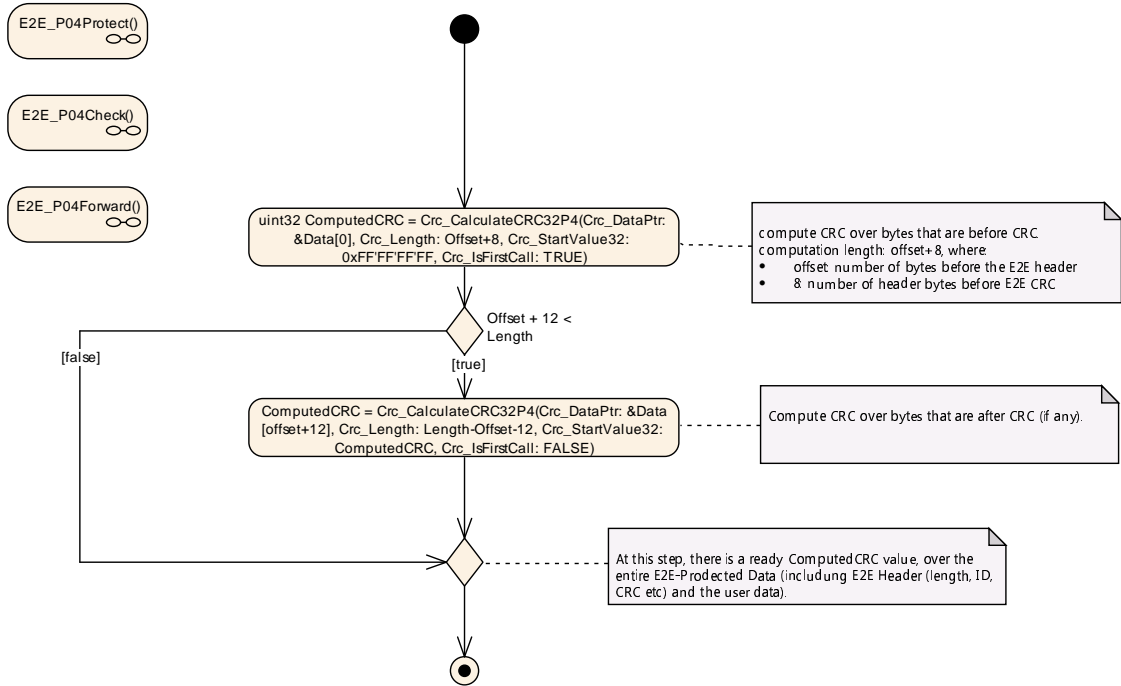 E2E_P04Protect()
E2E_P04Check()
E2E_P04Forward()
uint32 ComputedCRC = Crc_CalculateCRC32P4(Crc_DataPtr:
&Data[0], Crc_Length: Offset+8, Crc_StartValue32:
0xFF'FF'FF'FF, Crc_IsFirstCall: TRUE)
compute CRC over bytes that are before CRC
computation length: offset+8, where:
• offset: number of bytes before the E2E header
• 8: number of header bytes before E2E CRC
Offset + 12 <
Length
[false]
[true]
ComputedCRC = Crc_CalculateCRC32P4(Crc_DataPtr: &Data
[offset+12], Crc_Length: Length-Offset-12, Crc_StartValue32:
ComputedCRC, Crc_IsFirstCall: FALSE)
Compute CRC over bytes that are after CRC (if any).
At this step, there is a ready ComputedCRC value, over the
entire E2E-Prodected Data (includung E2E Header (length, ID,
CRC etc) and the user data).